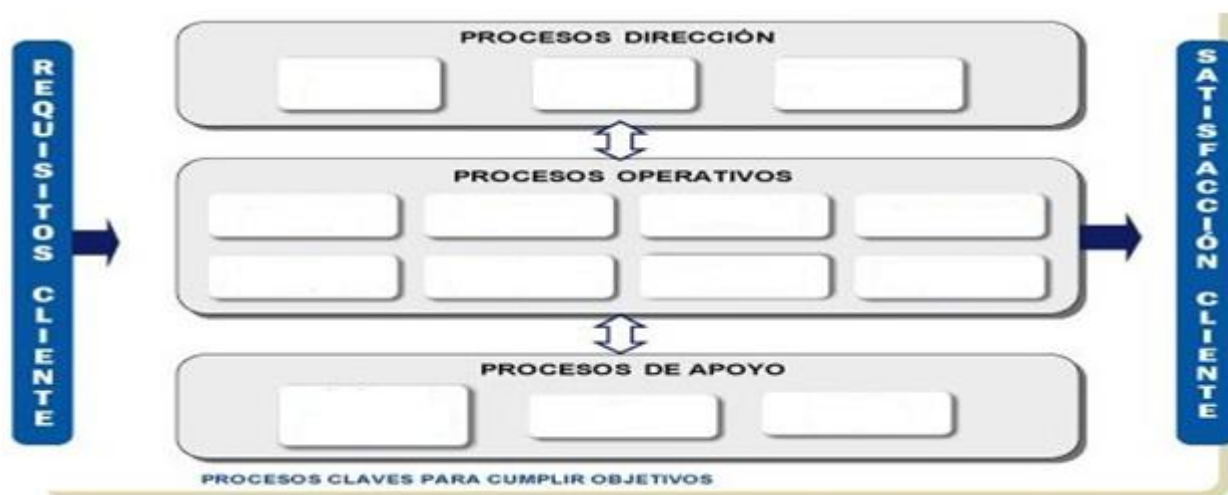 REQUISITOS CLIENTE
PROCESOS DIRECCIÓN
PROCESOS OPERATIVOS
PROCESOS DE APOYO
SATISFACCIÓN CLIENTE
PROCESOS CLAVES PARA CUMPLIR OBJETIVOS